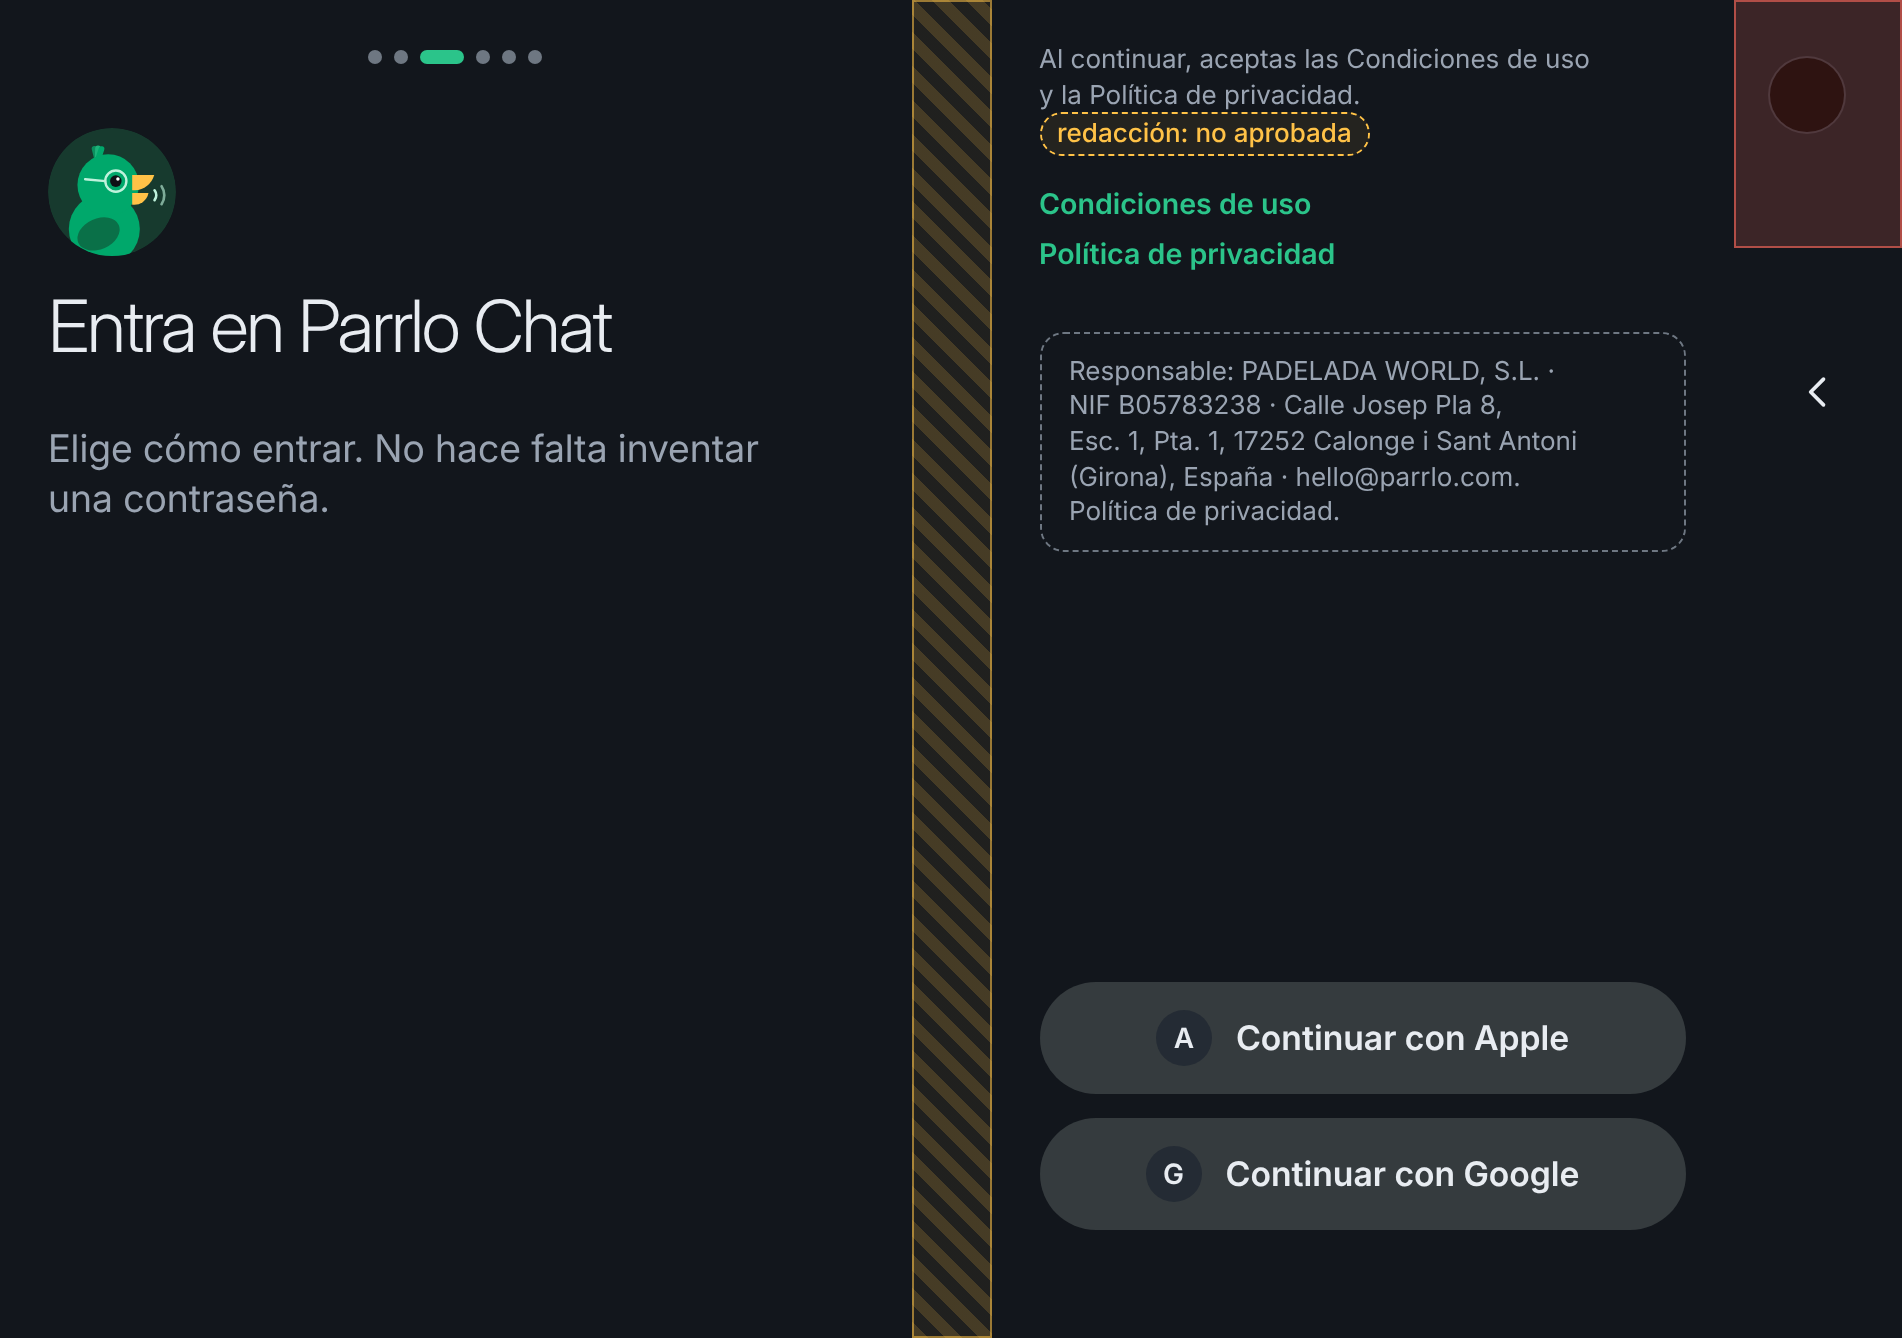 Entra en Parrlo Chat
Elige cómo entrar. No hace falta inventar
una contraseña.
Al continuar, aceptas las Condiciones de uso
y la Política de privacidad.
redacción: no aprobada
Condiciones de uso
Política de privacidad
Responsable: PADELADA WORLD, S.L. ·
NIF B05783238 · Calle Josep Pla 8,
Esc. 1, Pta. 1, 17252 Calonge i Sant Antoni
(Girona), España · hello@parrlo.com.
Política de privacidad.
A Continuar con Apple
G Continuar con Google